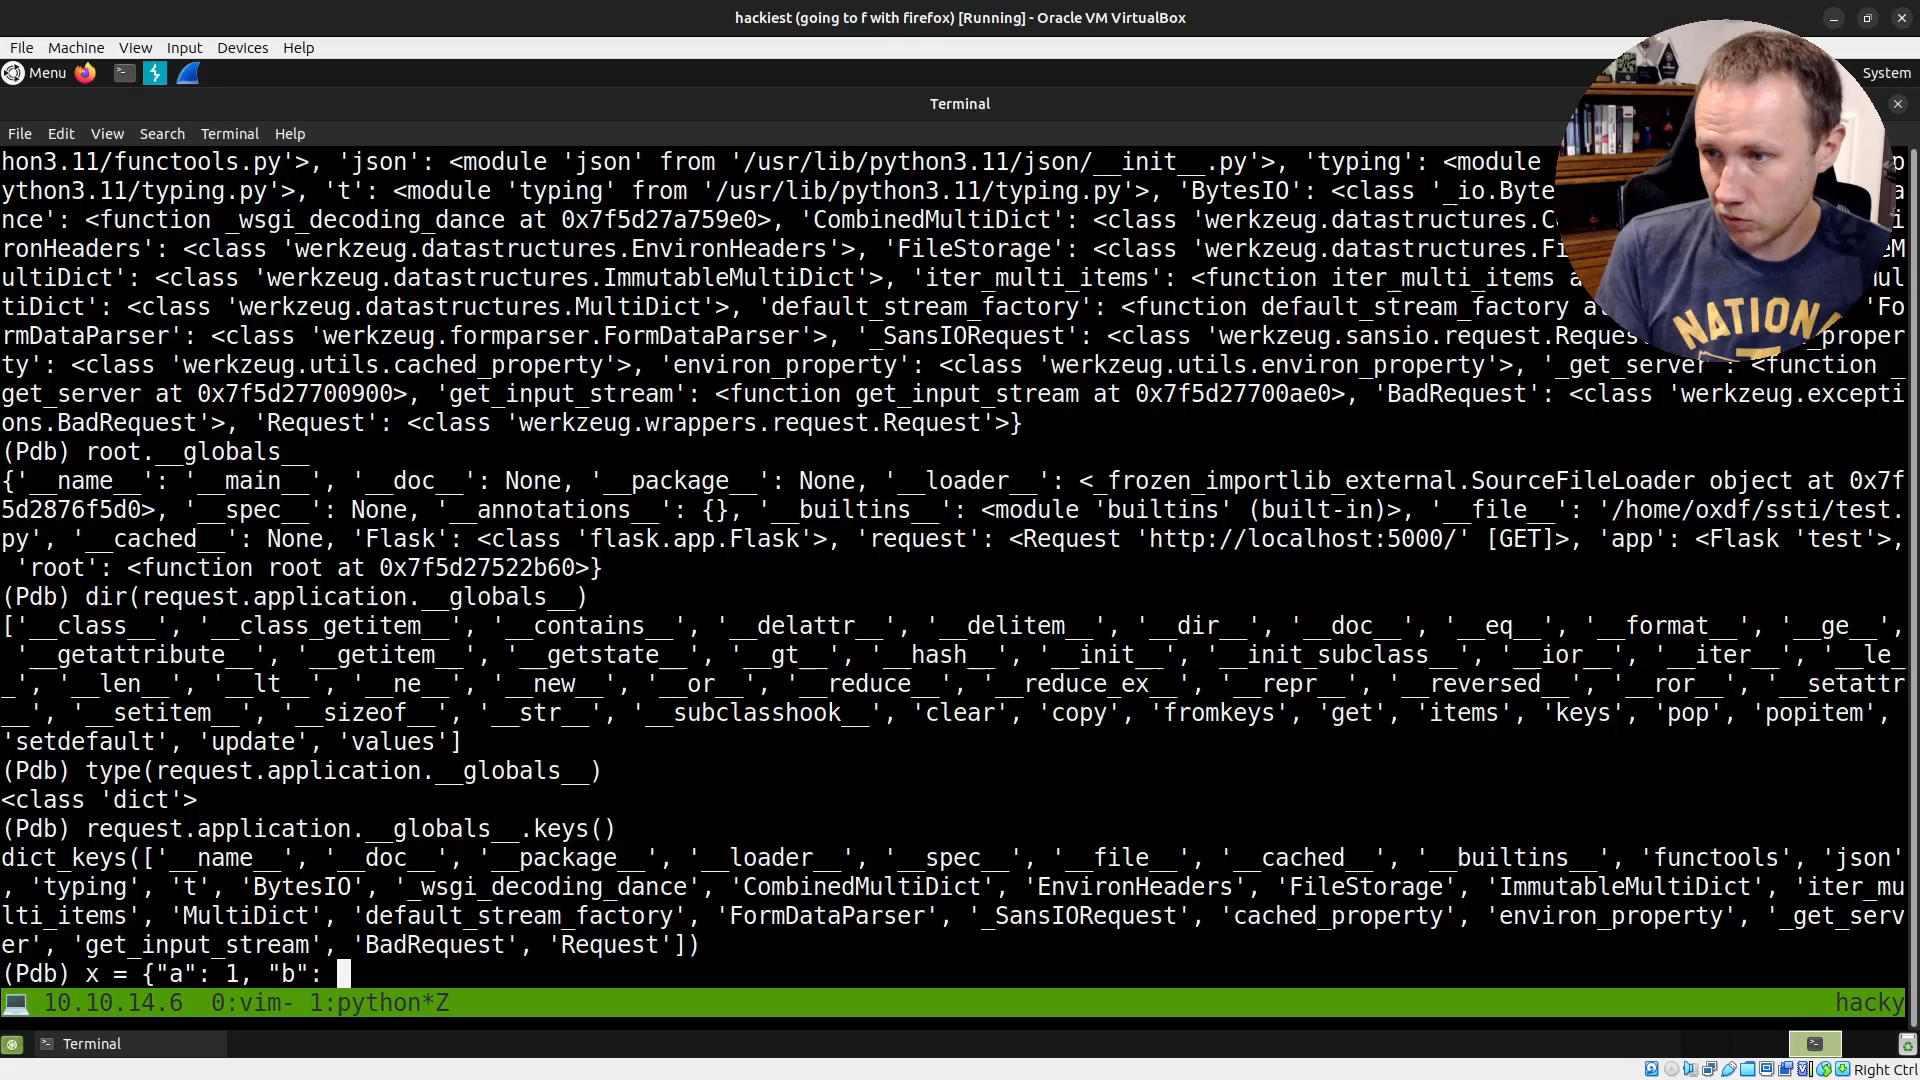 hackiest (going to f with firefox) [Running] - Oracle VM VirtualBox
File Machine View Input Devices Help
Menu System
Terminal
File Edit View Search Terminal Help
hon3.11/functools.py'>, 'json': <module 'json' from '/usr/lib/python3.11/json/__init__.py'>, 'typing': <module p
ython3.11/typing.py'>, 't': <module 'typing' from '/usr/lib/python3.11/typing.py'>, 'BytesIO': <class '_io.Byte a
nce': <function _wsgi_decoding_dance at 0x7f5d27a759e0>, 'CombinedMultiDict': <class 'werkzeug.datastructures.C i
ronHeaders': <class 'werkzeug.datastructures.EnvironHeaders'>, 'FileStorage': <class 'werkzeug.datastructures.Fi eM
ultiDict': <class 'werkzeug.datastructures.ImmutableMultiDict'>, 'iter_multi_items': <function iter_multi_items a ul
tiDict': <class 'werkzeug.datastructures.MultiDict'>, 'default_stream_factory': <function default_stream_factory a 'Fo
rmDataParser': <class 'werkzeug.formparser.FormDataParser'>, '_SansIORequest': <class 'werkzeug.sansio.request.Reque proper
ty': <class 'werkzeug.utils.cached_property'>, 'environ_property': <class 'werkzeug.utils.environ_property'>, '_get_server': <function _
get_server at 0x7f5d27700900>, 'get_input_stream': <function get_input_stream at 0x7f5d27700ae0>, 'BadRequest': <class 'werkzeug.excepti
ons.BadRequest'>, 'Request': <class 'werkzeug.wrappers.request.Request'>}
(Pdb) root.__globals__
{'__name__': '__main__', '__doc__': None, '__package__': None, '__loader__': <_frozen_importlib_external.SourceFileLoader object at 0x7f
5d2876f5d0>, '__spec__': None, '__annotations__': {}, '__builtins__': <module 'builtins' (built-in)>, '__file__': '/home/oxdf/ssti/test.
py', '__cached__': None, 'Flask': <class 'flask.app.Flask'>, 'request': <Request 'http://localhost:5000/' [GET]>, 'app': <Flask 'test'>,
'root': <function root at 0x7f5d27522b60>}
(Pdb) dir(request.application.__globals__)
['__class__', '__class_getitem__', '__contains__', '__delattr__', '__delitem__', '__dir__', '__doc__', '__eq__', '__format__', '__ge__',
'__getattribute__', '__getitem__', '__getstate__', '__gt__', '__hash__', '__init__', '__init_subclass__', '__ior__', '__iter__', '__le_
_', '__len__', '__lt__', '__ne__', '__new__', '__or__', '__reduce__', '__reduce_ex__', '__repr__', '__reversed__', '__ror__', '__setattr
__', '__setitem__', '__sizeof__', '__str__', '__subclasshook__', 'clear', 'copy', 'fromkeys', 'get', 'items', 'keys', 'pop', 'popitem',
'setdefault', 'update', 'values']
(Pdb) type(request.application.__globals__)
<class 'dict'>
(Pdb) request.application.__globals__.keys()
dict_keys(['__name__', '__doc__', '__package__', '__loader__', '__spec__', '__file__', '__cached__', '__builtins__', 'functools', 'json'
, 'typing', 't', 'BytesIO', '_wsgi_decoding_dance', 'CombinedMultiDict', 'EnvironHeaders', 'FileStorage', 'ImmutableMultiDict', 'iter_mu
lti_items', 'MultiDict', 'default_stream_factory', 'FormDataParser', '_SansIORequest', 'cached_property', 'environ_property', '_get_serv
er', 'get_input_stream', 'BadRequest', 'Request'])
(Pdb) x = {"a": 1, "b":
10.10.14.6 0:vim- 1:python*Z hacky
Terminal
Right Ctrl
NATION